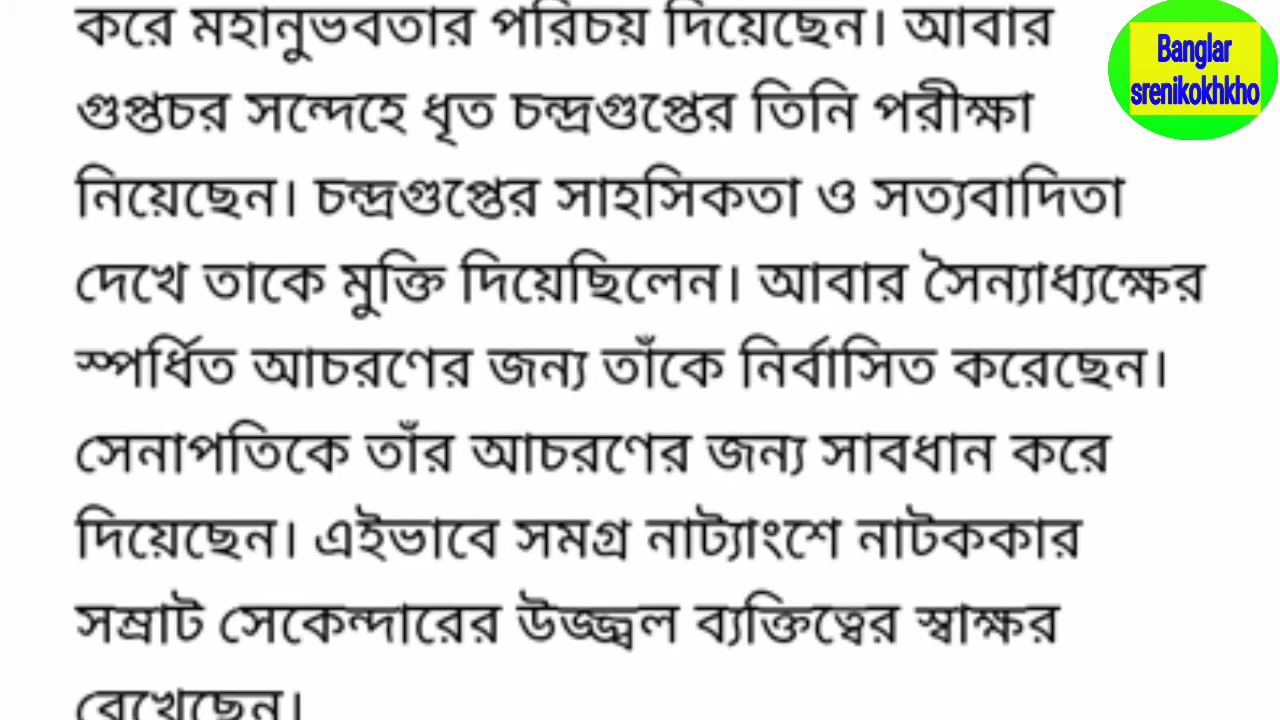 করে মহানুভবতার পরিচয় দিয়েছেন। আবার
গুপ্তচর সন্দেহে ধৃত চন্দ্রগুপ্তের তিনি পরীক্ষা
নিয়েছেন। চন্দ্রগুপ্তের সাহসিকতা ও সত্যবাদিতা
দেখে তাকে মুক্তি দিয়েছিলেন। আবার সৈন্যাধ্যক্ষের
স্পর্ধিত আচরণের জন্য তাঁকে নির্বাসিত করেছেন।
সেনাপতিকে তাঁর আচরণের জন্য সাবধান করে
দিয়েছেন। এইভাবে সমগ্র নাট্যাংশে নাটককার
সম্রাট সেকেন্দারের উজ্জ্বল ব্যক্তিত্বের স্বাক্ষর
রেখেছেন।
Banglar
srenikokhkho